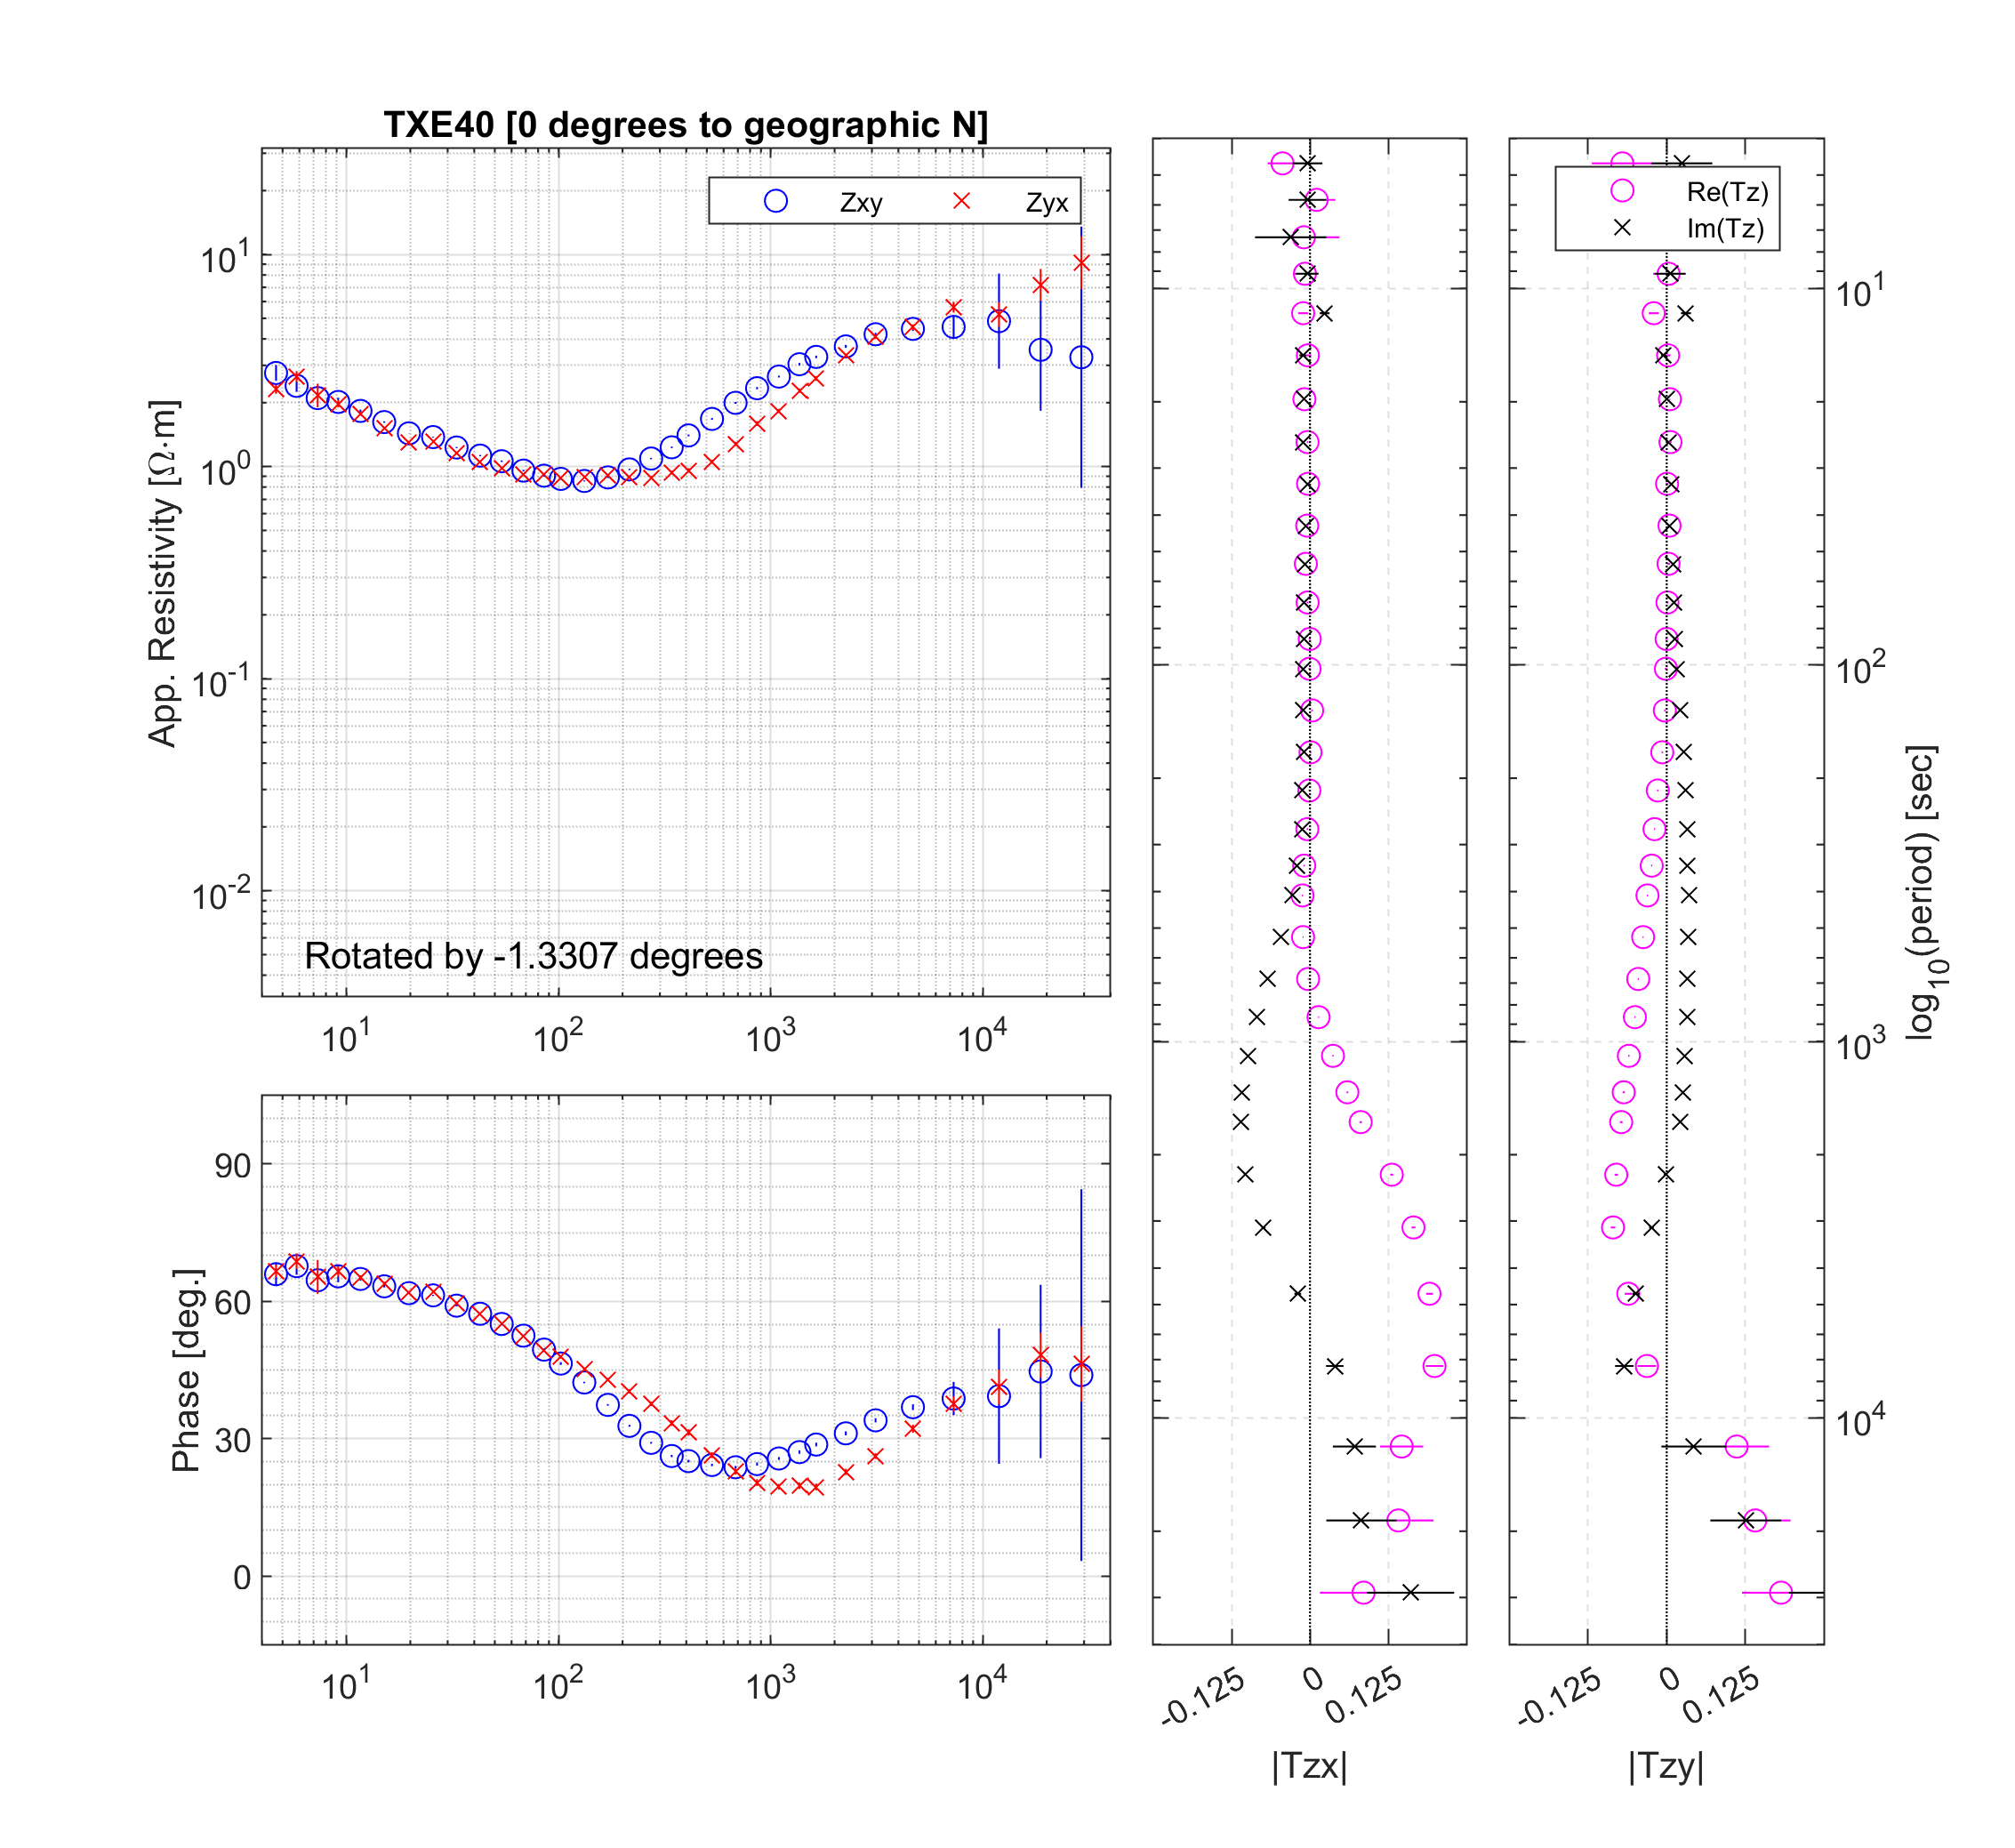 TXE40 [0 degrees to geographic N]
Zxy Zyx
App. Resistivity [Ω·m]
10^1
10^0
10^-1
10^-2
Rotated by -1.3307 degrees
10^1 10^2 10^3 10^4
Phase [deg.]
90
60
30
0
10^1 10^2 10^3 10^4
-0.125 0 0.125
|Tzx|
Re(Tz)
Im(Tz)
-0.125 0 0.125
|Tzy|
10^1
10^2
10^3
10^4
log10(period) [sec]